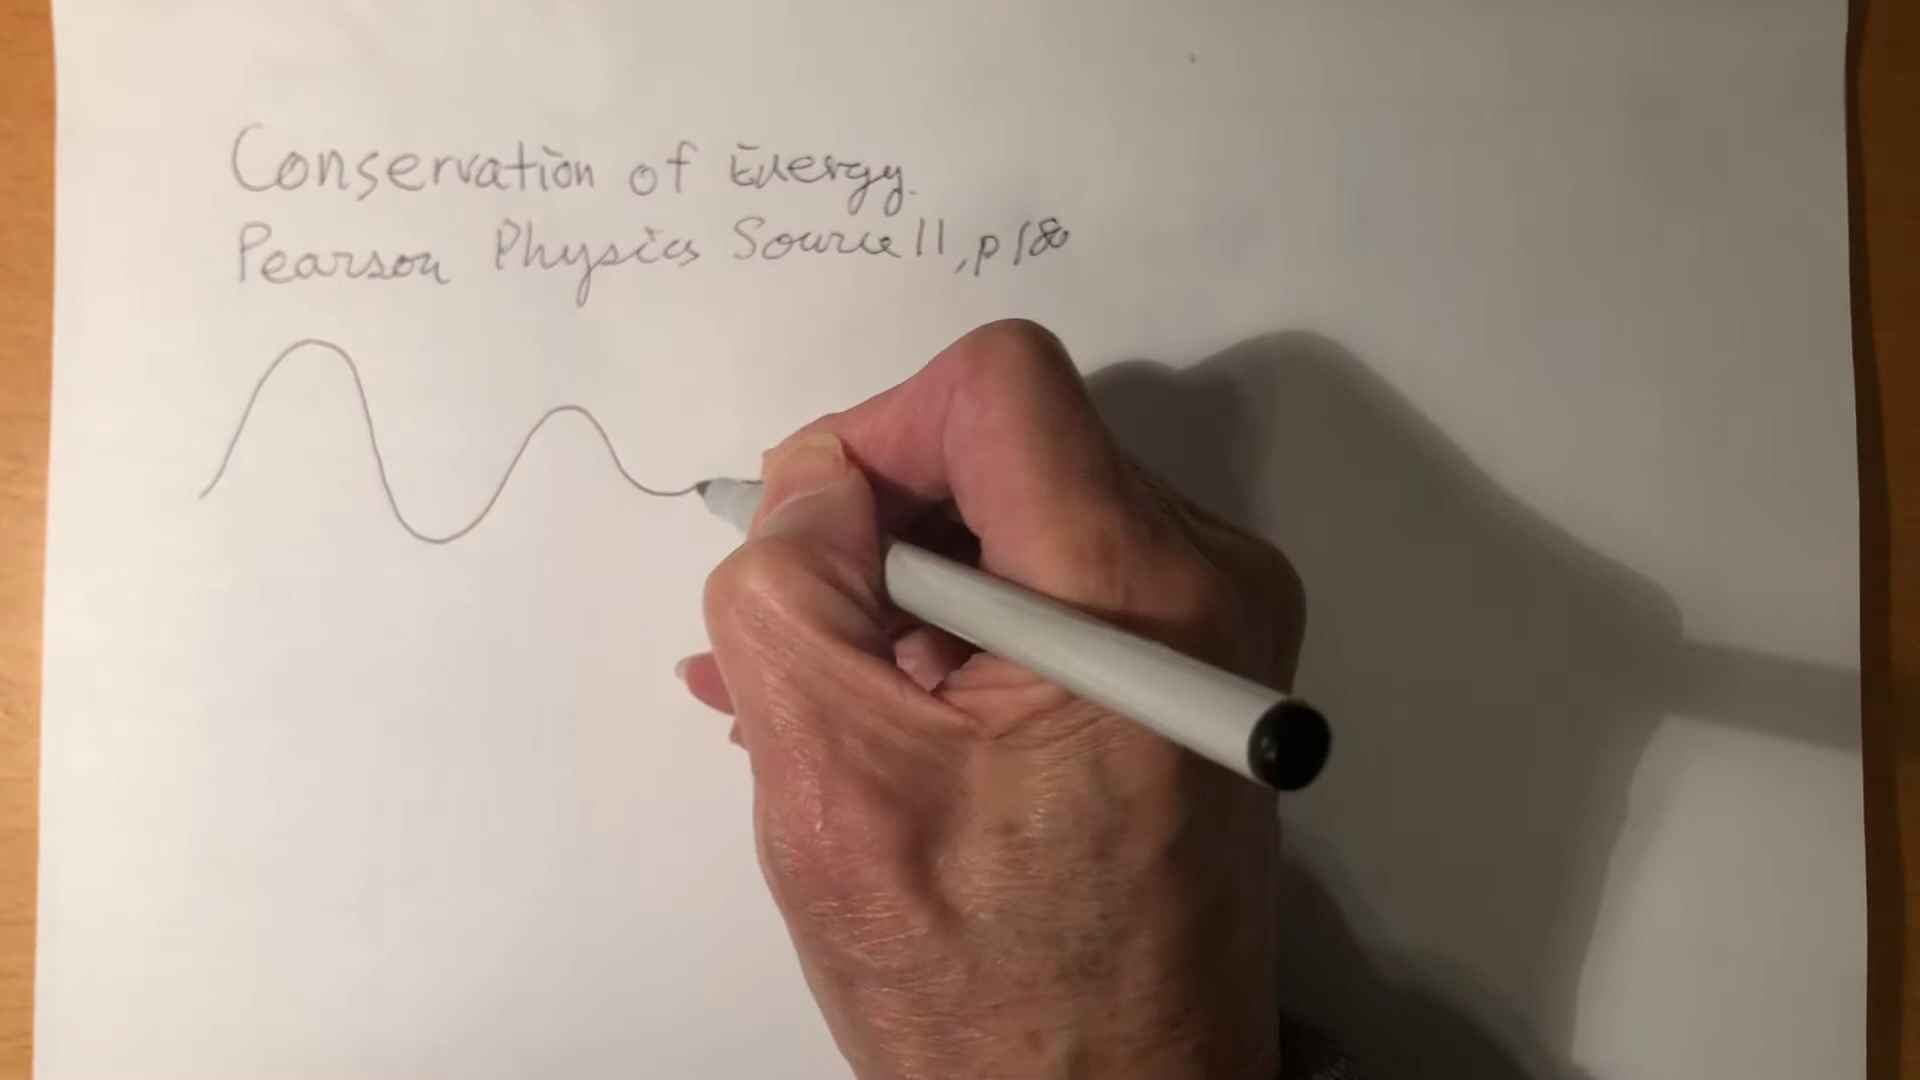 Conservation of Energy.
Pearson Physics Source 11, p180